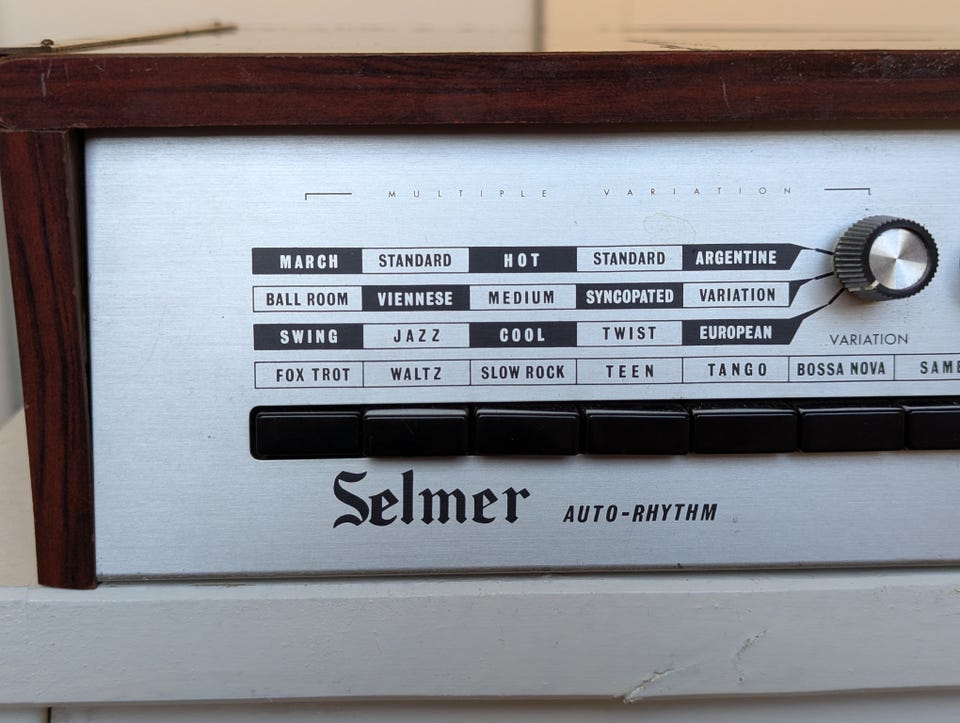 MULTIPLE VARIATION
MARCH STANDARD HOT STANDARD ARGENTINE
BALL ROOM VIENNESE MEDIUM SYNCOPATED VARIATION
SWING JAZZ COOL TWIST EUROPEAN
VARIATION
FOX TROT WALTZ SLOW ROCK TEEN TANGO BOSSA NOVA
Selmer AUTO-RHYTHM